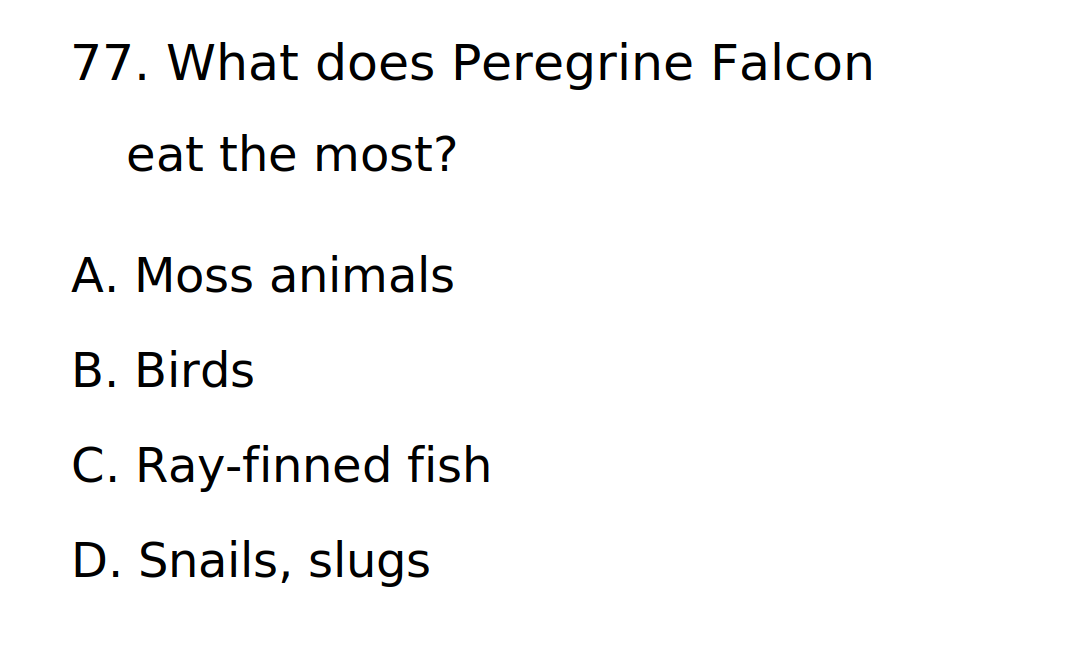 77. What does Peregrine Falcon
eat the most?
A. Moss animals
B. Birds
C. Ray-finned fish
D. Snails, slugs